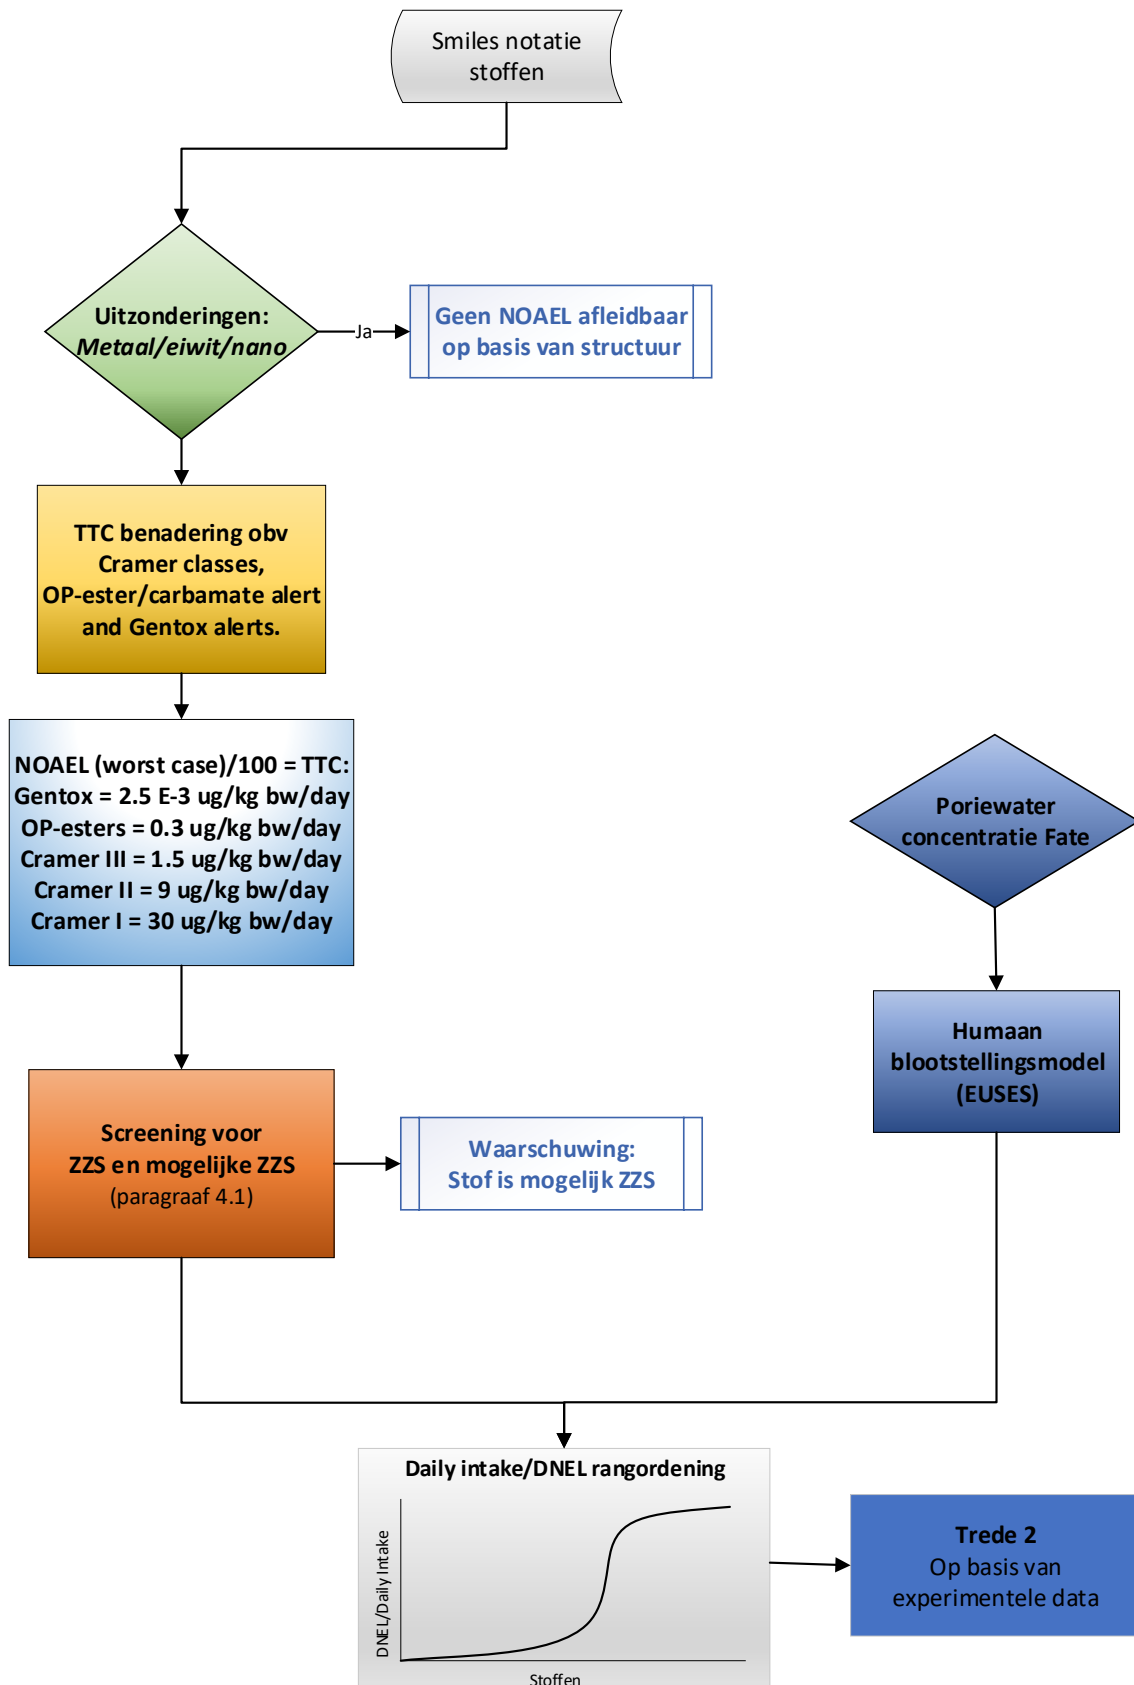 Smiles notatie
stoffen
Uitzonderingen:
Metaal/eiwit/nano
Ja
Geen NOAEL afleidbaar
op basis van structuur
TTC benadering obv
Cramer classes,
OP-ester/carbamate alert
and Gentox alerts.
NOAEL (worst case)/100 = TTC:
Gentox = 2.5 E-3 ug/kg bw/day
OP-esters = 0.3 ug/kg bw/day
Cramer III = 1.5 ug/kg bw/day
Cramer II = 9 ug/kg bw/day
Cramer I = 30 ug/kg bw/day
Poriewater
concentratie Fate
Humaan
blootstellingsmodel
(EUSES)
Screening voor
ZZS en mogelijke ZZS
(paragraaf 4.1)
Waarschuwing:
Stof is mogelijk ZZS
Daily intake/DNEL rangordening
DNEL/Daily Intake
Stoffen
Trede 2
Op basis van
experimentele data